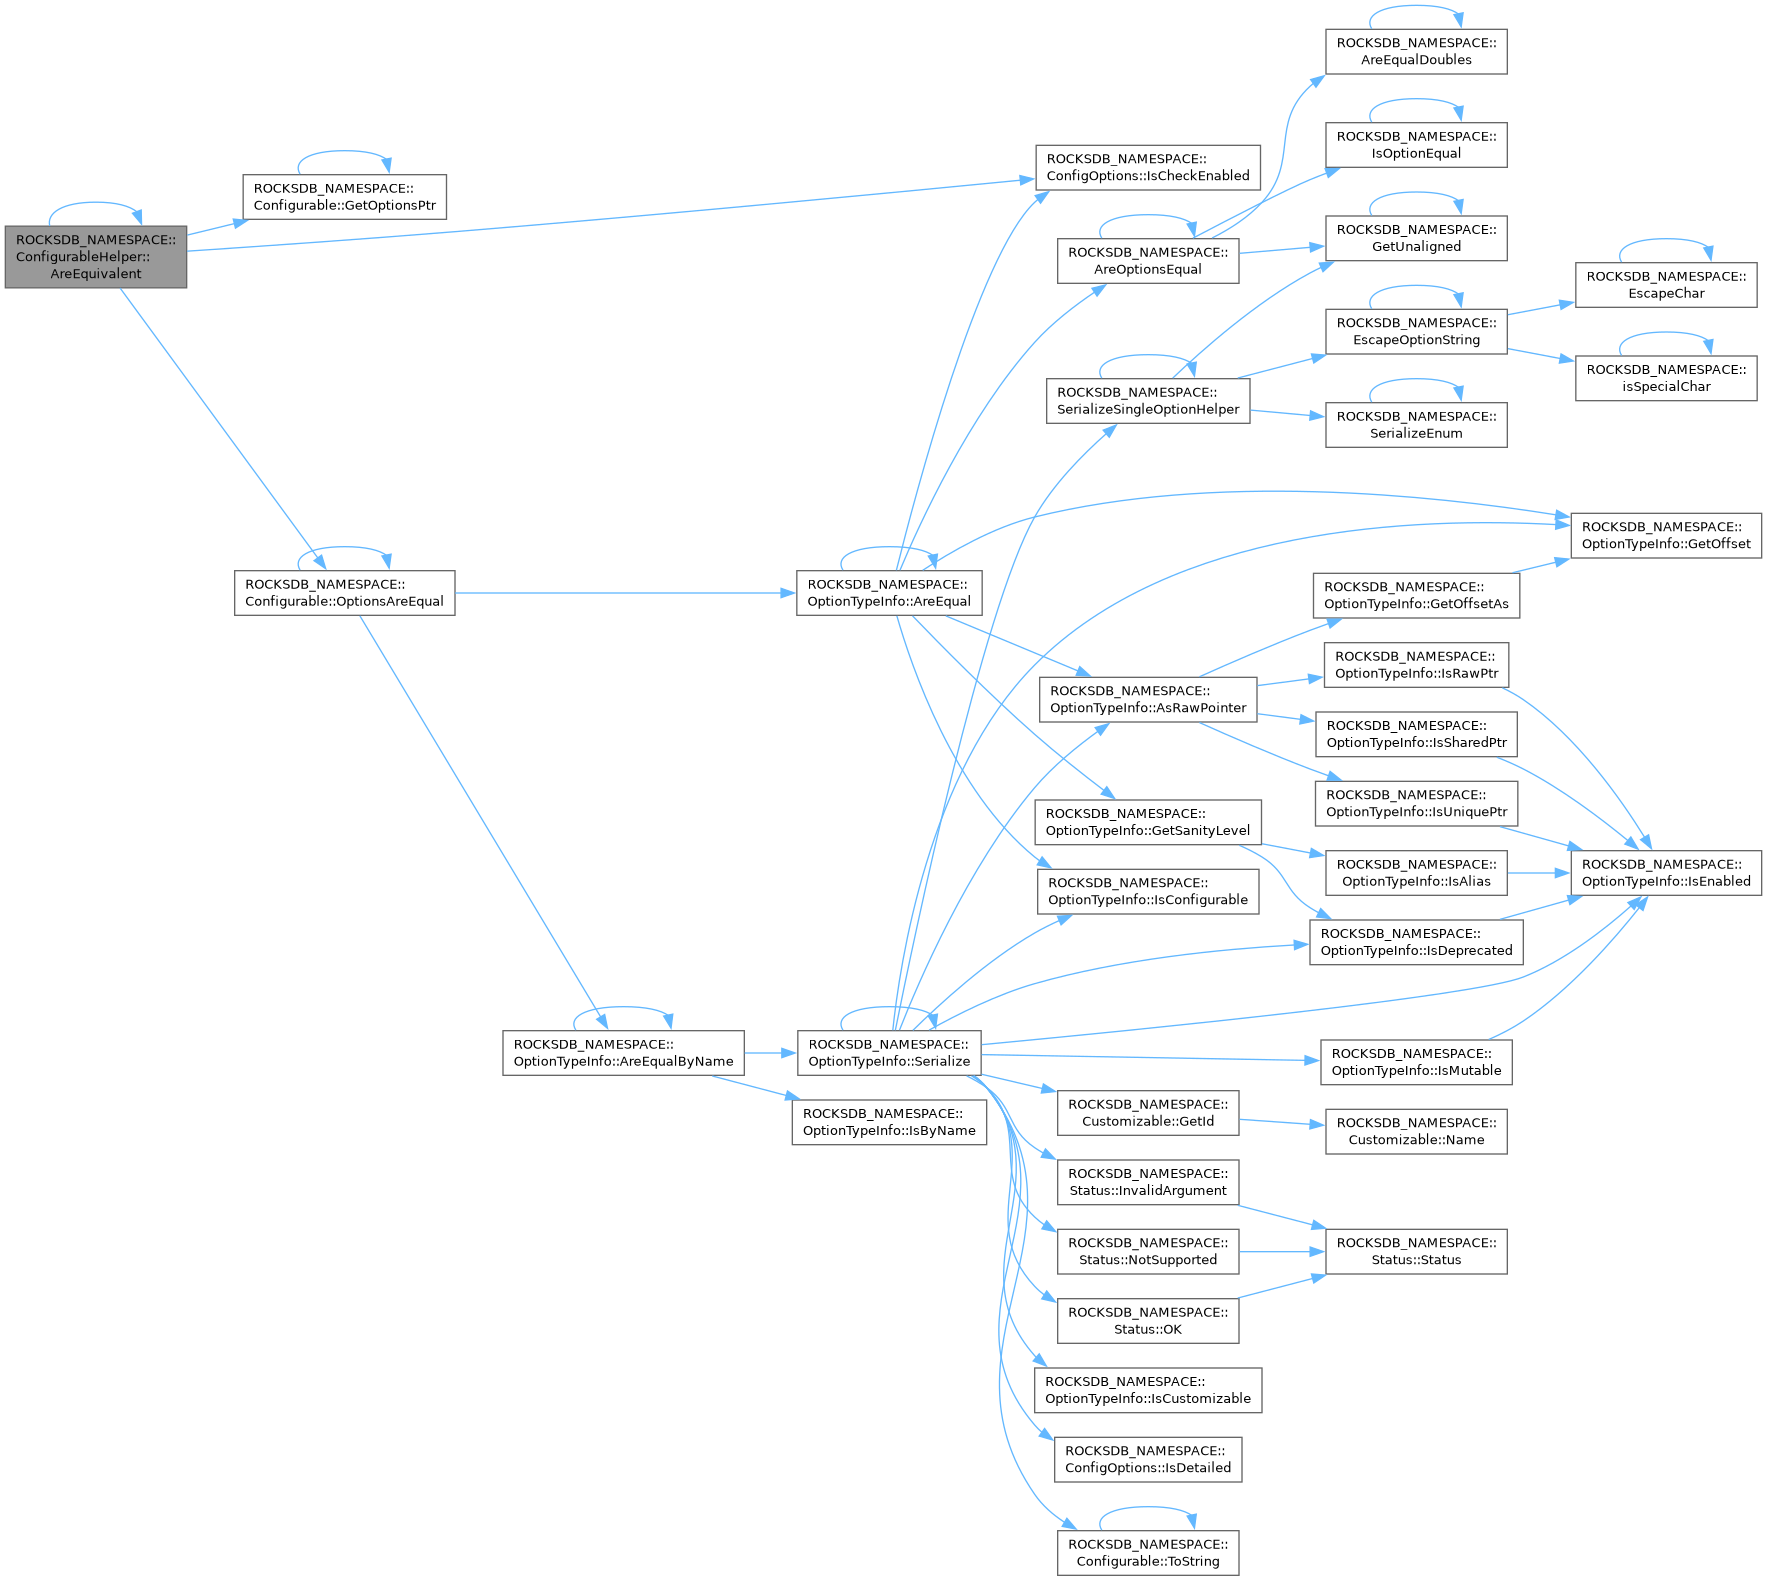 ROCKSDB_NAMESPACE::
ConfigurableHelper::
AreEquivalent
ROCKSDB_NAMESPACE::
Configurable::GetOptionsPtr
ROCKSDB_NAMESPACE::
ConfigOptions::IsCheckEnabled
ROCKSDB_NAMESPACE::
Configurable::OptionsAreEqual
ROCKSDB_NAMESPACE::
OptionTypeInfo::AreEqual
ROCKSDB_NAMESPACE::
OptionTypeInfo::AreEqualByName
ROCKSDB_NAMESPACE::
OptionTypeInfo::Serialize
ROCKSDB_NAMESPACE::
OptionTypeInfo::IsByName
ROCKSDB_NAMESPACE::
AreOptionsEqual
ROCKSDB_NAMESPACE::
SerializeSingleOptionHelper
ROCKSDB_NAMESPACE::
OptionTypeInfo::AsRawPointer
ROCKSDB_NAMESPACE::
OptionTypeInfo::GetSanityLevel
ROCKSDB_NAMESPACE::
OptionTypeInfo::IsConfigurable
ROCKSDB_NAMESPACE::
Customizable::GetId
ROCKSDB_NAMESPACE::
Status::InvalidArgument
ROCKSDB_NAMESPACE::
Status::NotSupported
ROCKSDB_NAMESPACE::
Status::OK
ROCKSDB_NAMESPACE::
OptionTypeInfo::IsCustomizable
ROCKSDB_NAMESPACE::
ConfigOptions::IsDetailed
ROCKSDB_NAMESPACE::
Configurable::ToString
ROCKSDB_NAMESPACE::
AreEqualDoubles
ROCKSDB_NAMESPACE::
IsOptionEqual
ROCKSDB_NAMESPACE::
GetUnaligned
ROCKSDB_NAMESPACE::
EscapeOptionString
ROCKSDB_NAMESPACE::
SerializeEnum
ROCKSDB_NAMESPACE::
OptionTypeInfo::GetOffsetAs
ROCKSDB_NAMESPACE::
OptionTypeInfo::IsRawPtr
ROCKSDB_NAMESPACE::
OptionTypeInfo::IsSharedPtr
ROCKSDB_NAMESPACE::
OptionTypeInfo::IsUniquePtr
ROCKSDB_NAMESPACE::
OptionTypeInfo::IsAlias
ROCKSDB_NAMESPACE::
OptionTypeInfo::IsDeprecated
ROCKSDB_NAMESPACE::
OptionTypeInfo::IsMutable
ROCKSDB_NAMESPACE::
Customizable::Name
ROCKSDB_NAMESPACE::
Status::Status
ROCKSDB_NAMESPACE::
EscapeChar
ROCKSDB_NAMESPACE::
isSpecialChar
ROCKSDB_NAMESPACE::
OptionTypeInfo::GetOffset
ROCKSDB_NAMESPACE::
OptionTypeInfo::IsEnabled